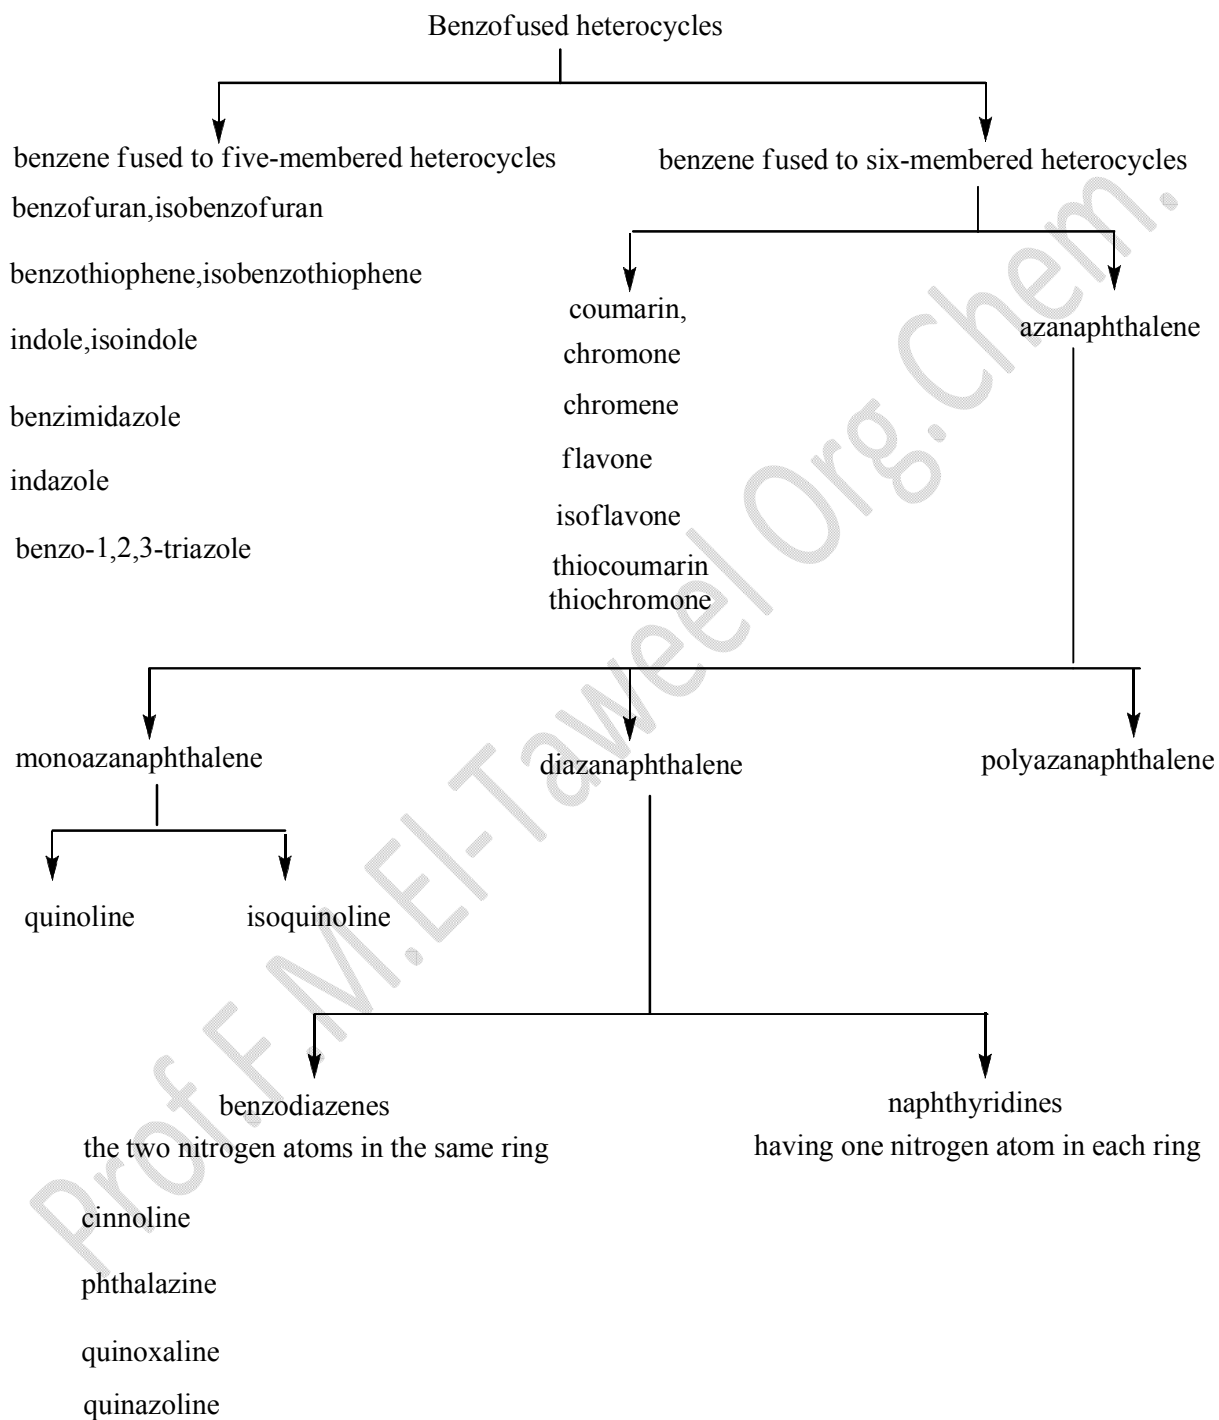 Benzofused heterocycles
benzene fused to five-membered heterocycles
benzofuran,isobenzofuran
benzothiophene,isobenzothiophene
indole,isoindole
benzimidazole
indazole
benzo-1,2,3-triazole
benzene fused to six-membered heterocycles
coumarin,
chromone
chromene
flavone
isoflavone
thiocoumarin
thiochromone
azanaphthalene
monoazanaphthalene
quinoline
isoquinoline
diazanaphthalene
polyazanaphthalene
benzodiazenes
the two nitrogen atoms in the same ring
cinnoline
phthalazine
quinoxaline
quinazoline
naphthyridines
having one nitrogen atom in each ring
Prof.F.M.El-Taweel Org.Chem.